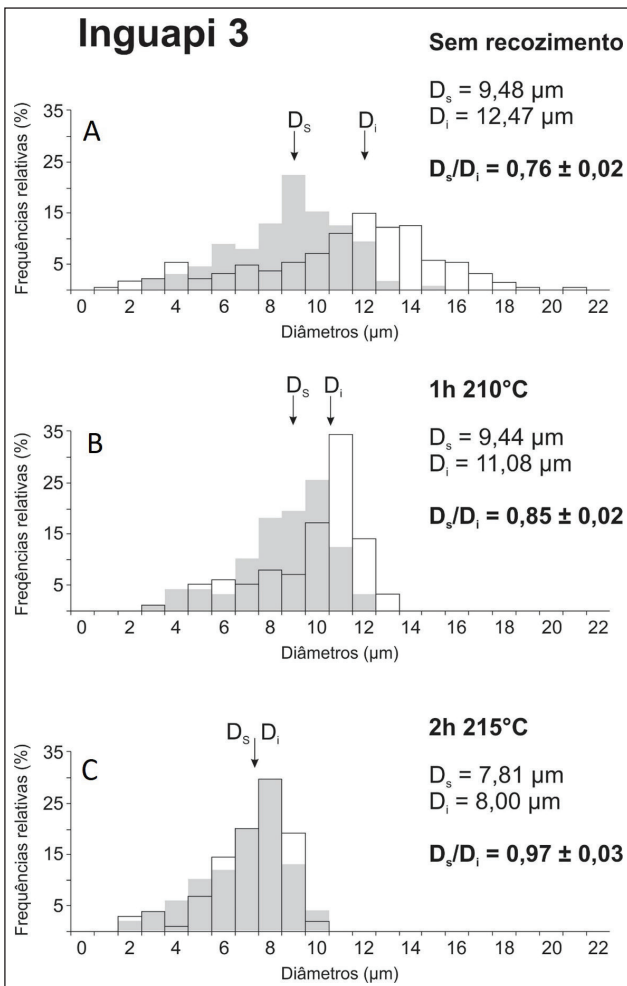 Inguapi 3
Sem recozimento
Dₛ = 9,48 µm
Dᵢ = 12,47 µm
Dₛ/Dᵢ = 0,76 ± 0,02
A
Dₛ Dᵢ
Frequências relativas (%)
35
25
15
5
0 2 4 6 8 10 12 14 16 18 20 22
Diâmetros (µm)
1h 210°C
Dₛ = 9,44 µm
Dᵢ = 11,08 µm
Dₛ/Dᵢ = 0,85 ± 0,02
B
Dₛ Dᵢ
Freqências relativas (%)
35
25
15
5
0 2 4 6 8 10 12 14 16 18 20 22
Diâmetros (µm)
2h 215°C
Dₛ = 7,81 µm
Dᵢ = 8,00 µm
Dₛ/Dᵢ = 0,97 ± 0,03
C
Dₛ Dᵢ
Frequências relativas (%)
35
25
15
5
0 2 4 6 8 10 12 14 16 18 20 22
Diâmetros (µm)